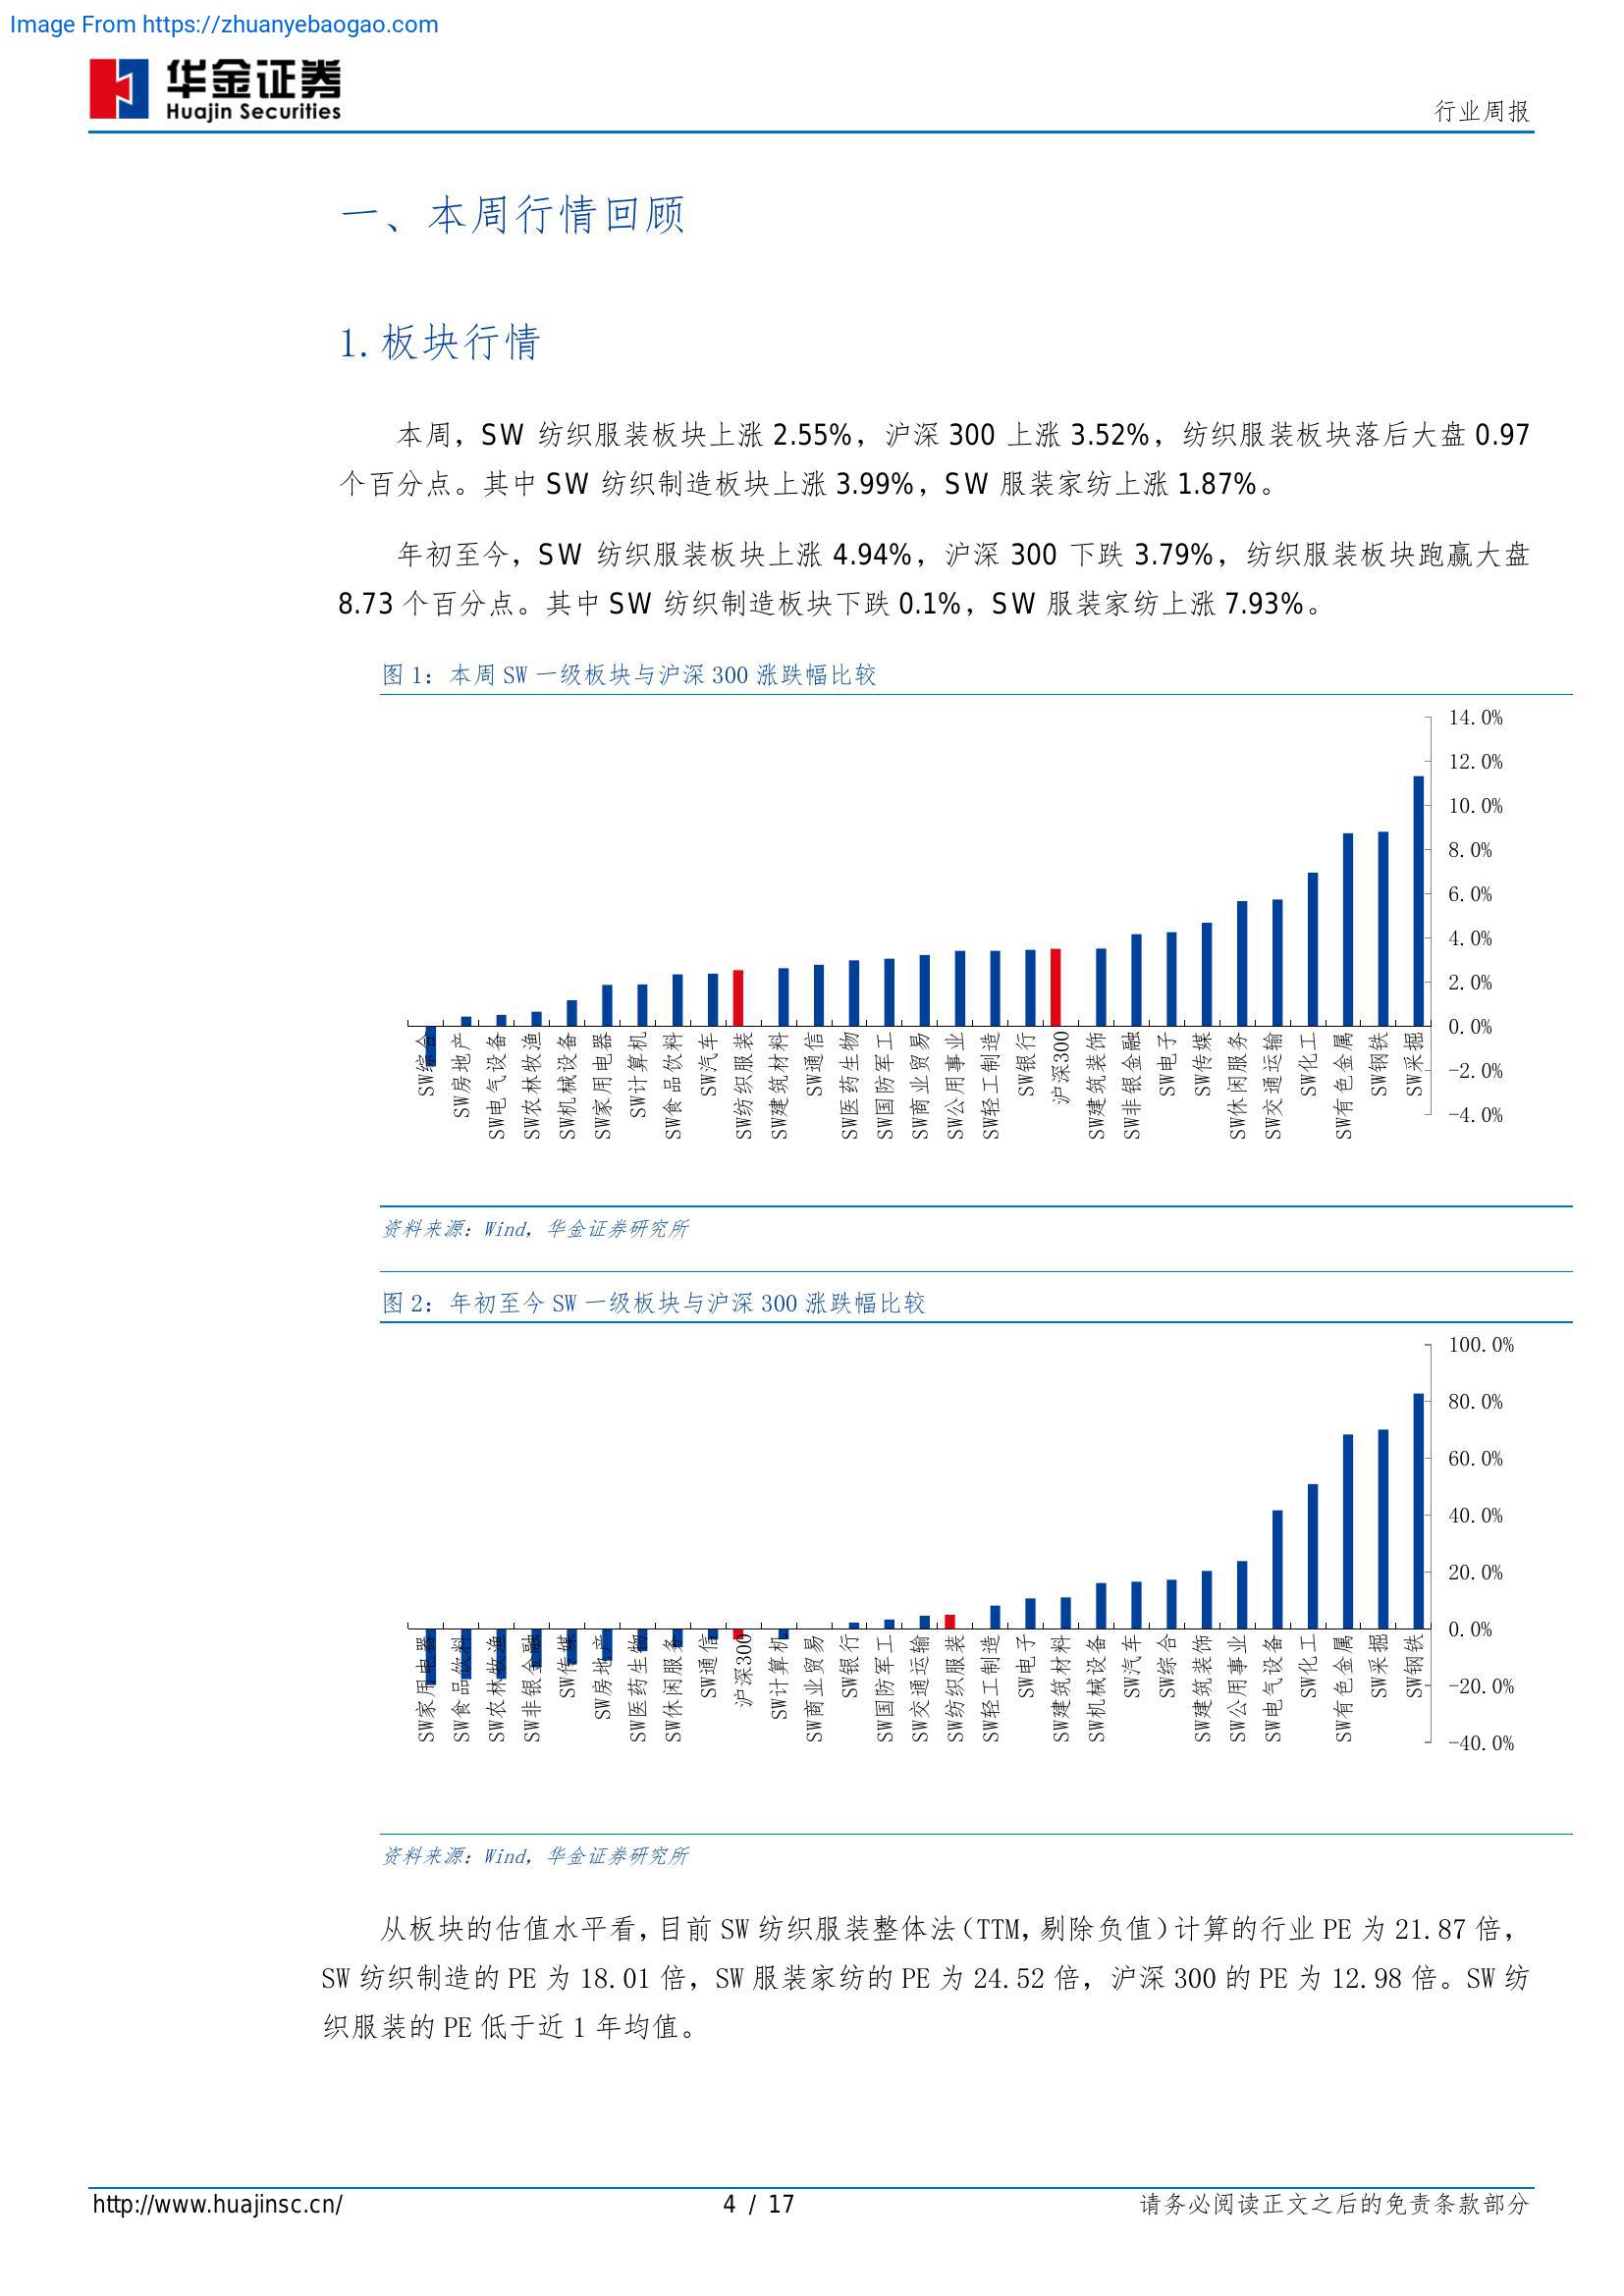 Image From https://zhuanyebaogao.com
华金证券
Huajin Securities
行业周报
一、本周行情回顾
1.板块行情
本周，SW 纺织服装板块上涨 2.55%，沪深 300 上涨 3.52%，纺织服装板块落后大盘 0.97
个百分点。其中 SW 纺织制造板块上涨 3.99%，SW 服装家纺上涨 1.87%。
年初至今，SW 纺织服装板块上涨 4.94%，沪深 300 下跌 3.79%，纺织服装板块跑赢大盘
8.73 个百分点。其中 SW 纺织制造板块下跌 0.1%，SW 服装家纺上涨 7.93%。
图 1：本周 SW 一级板块与沪深 300 涨跌幅比较
14.0%
12.0%
10.0%
8.0%
6.0%
4.0%
2.0%
0.0%
-2.0%
-4.0%
SW综合
SW房地产
SW电气设备
SW农林牧渔
SW机械设备
SW家用电器
SW计算机
SW食品饮料
SW汽车
SW纺织服装
SW建筑材料
SW通信
SW医药生物
SW国防军工
SW商业贸易
SW公用事业
SW轻工制造
SW银行
沪深300
SW建筑装饰
SW非银金融
SW电子
SW传媒
SW休闲服务
SW交通运输
SW化工
SW有色金属
SW钢铁
SW采掘
资料来源：Wind，华金证券研究所
图 2：年初至今 SW 一级板块与沪深 300 涨跌幅比较
100.0%
80.0%
60.0%
40.0%
20.0%
0.0%
-20.0%
-40.0%
SW家用电器
SW食品饮料
SW农林牧渔
SW非银金融
SW传媒
SW房地产
SW医药生物
SW休闲服务
SW通信
沪深300
SW计算机
SW商业贸易
SW银行
SW国防军工
SW交通运输
SW纺织服装
SW轻工制造
SW电子
SW建筑材料
SW机械设备
SW汽车
SW综合
SW建筑装饰
SW公用事业
SW电气设备
SW化工
SW有色金属
SW采掘
SW钢铁
资料来源：Wind，华金证券研究所
从板块的估值水平看，目前 SW 纺织服装整体法（TTM，剔除负值）计算的行业 PE 为 21.87 倍，
SW 纺织制造的 PE 为 18.01 倍，SW 服装家纺的 PE 为 24.52 倍，沪深 300 的 PE 为 12.98 倍。SW 纺
织服装的 PE 低于近 1 年均值。
http://www.huajinsc.cn/
4 / 17
请务必阅读正文之后的免责条款部分